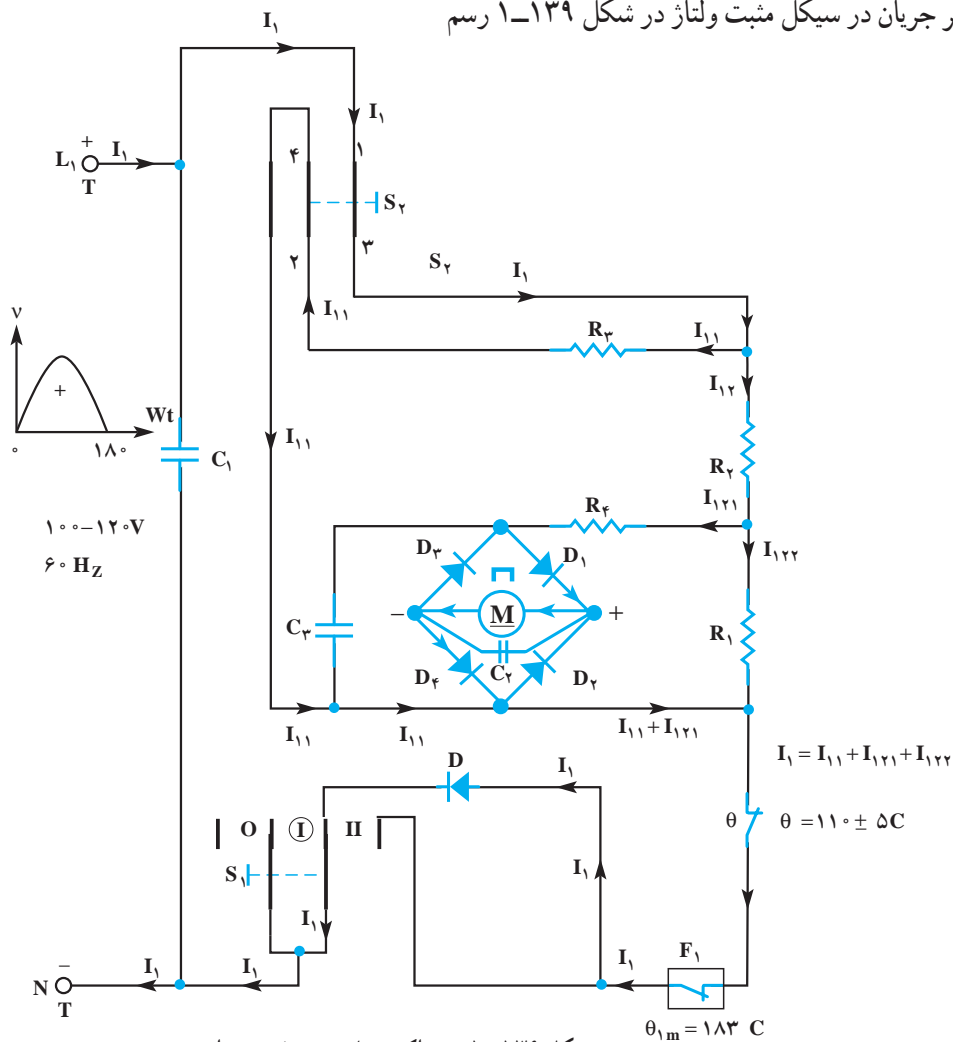 ر جریان در سیکل مثبت ولتاژ در شکل ۱۳۹–۱ رسم
I۱
I۱
+
L۱ I۱
T
۴ ۱
S۲
۲ ۳
S۲ I۱
I۱۱
R۳ I۱۱
I۱۲
ν
+
Wt
۰ ۱۸۰
C۱
I۱۱
R۲
I۱۲۱
R۴
۱۰۰–۱۲۰V
۶۰ HZ
D۳ D۱
I۱۲۲
C۳ – M + R۱
C۲
D۴ D۲
I۱۱ I۱۱ I۱۱+I۱۲۱
I۱ = I۱۱+I۱۲۱+I۱۲۲
D I۱
O I II
θ θ =۱۱۰± ۵C
S۱
I۱
I۱
–
N I۱ I۱ I۱ F۱
T
θ۱m = ۱۸۳ C